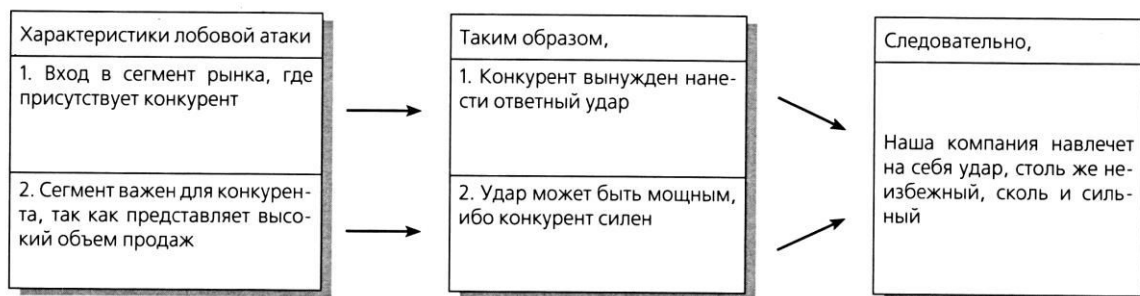 Характеристики лобовой атаки
1. Вход в сегмент рынка, где
присутствует конкурент
2. Сегмент важен для конкурен-
та, так как представляет высо-
кий объем продаж
Таким образом,
1. Конкурент вынужден нане-
сти ответный удар
2. Удар может быть мощным,
ибо конкурент силен
Следовательно,
Наша компания навлечет
на себя удар, столь же не-
избежный, сколь и силь-
ный